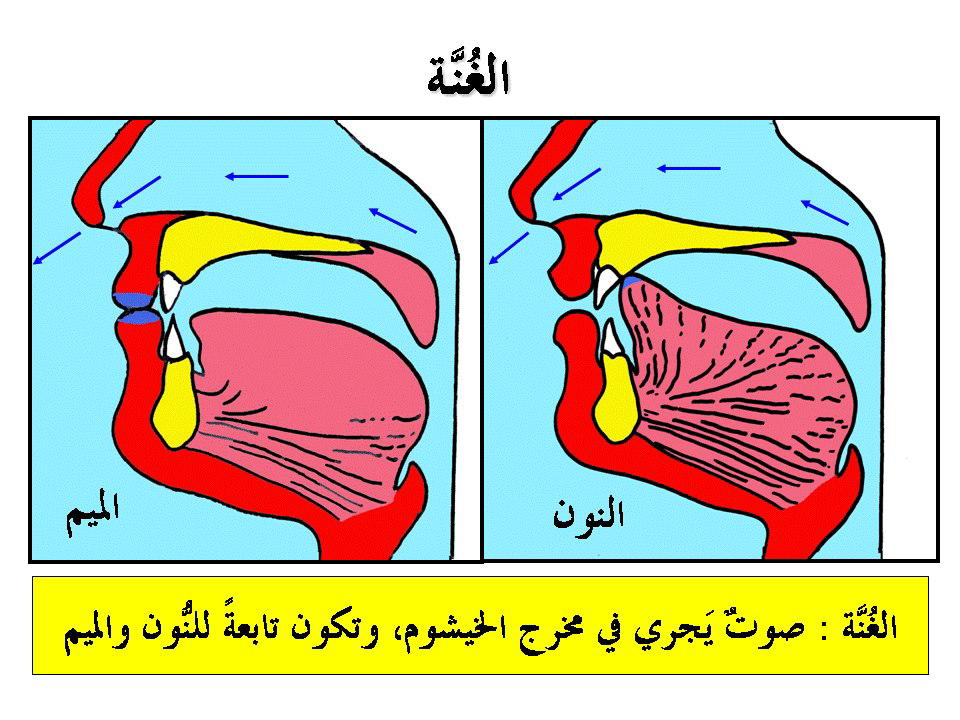 الغُنَّة
النون
الميم
الغُنَّة : صوتٌ يَجري في مخرج الخيشوم، وتكون تابعةً للنُّون والميم